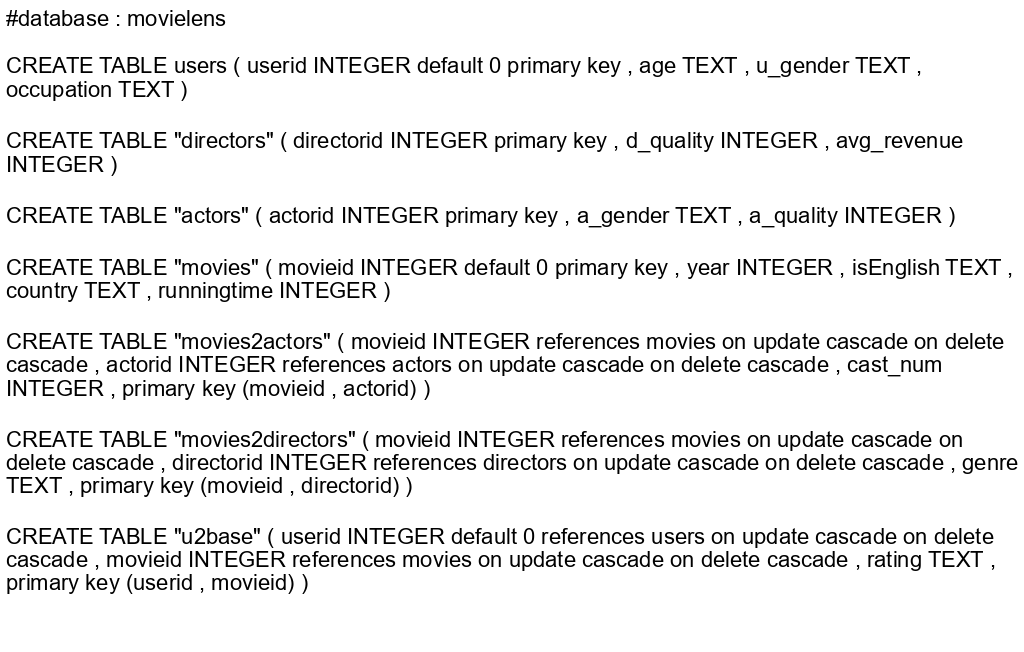 #database : movielens
CREATE TABLE users ( userid INTEGER default 0 primary key , age TEXT , u_gender TEXT ,
occupation TEXT )
CREATE TABLE "directors" ( directorid INTEGER primary key , d_quality INTEGER , avg_revenue
INTEGER )
CREATE TABLE "actors" ( actorid INTEGER primary key , a_gender TEXT , a_quality INTEGER )
CREATE TABLE "movies" ( movieid INTEGER default 0 primary key , year INTEGER , isEnglish TEXT ,
country TEXT , runningtime INTEGER )
CREATE TABLE "movies2actors" ( movieid INTEGER references movies on update cascade on delete
cascade , actorid INTEGER references actors on update cascade on delete cascade , cast_num
INTEGER , primary key (movieid , actorid) )
CREATE TABLE "movies2directors" ( movieid INTEGER references movies on update cascade on
delete cascade , directorid INTEGER references directors on update cascade on delete cascade , genre
TEXT , primary key (movieid , directorid) )
CREATE TABLE "u2base" ( userid INTEGER default 0 references users on update cascade on delete
cascade , movieid INTEGER references movies on update cascade on delete cascade , rating TEXT ,
primary key (userid , movieid) )